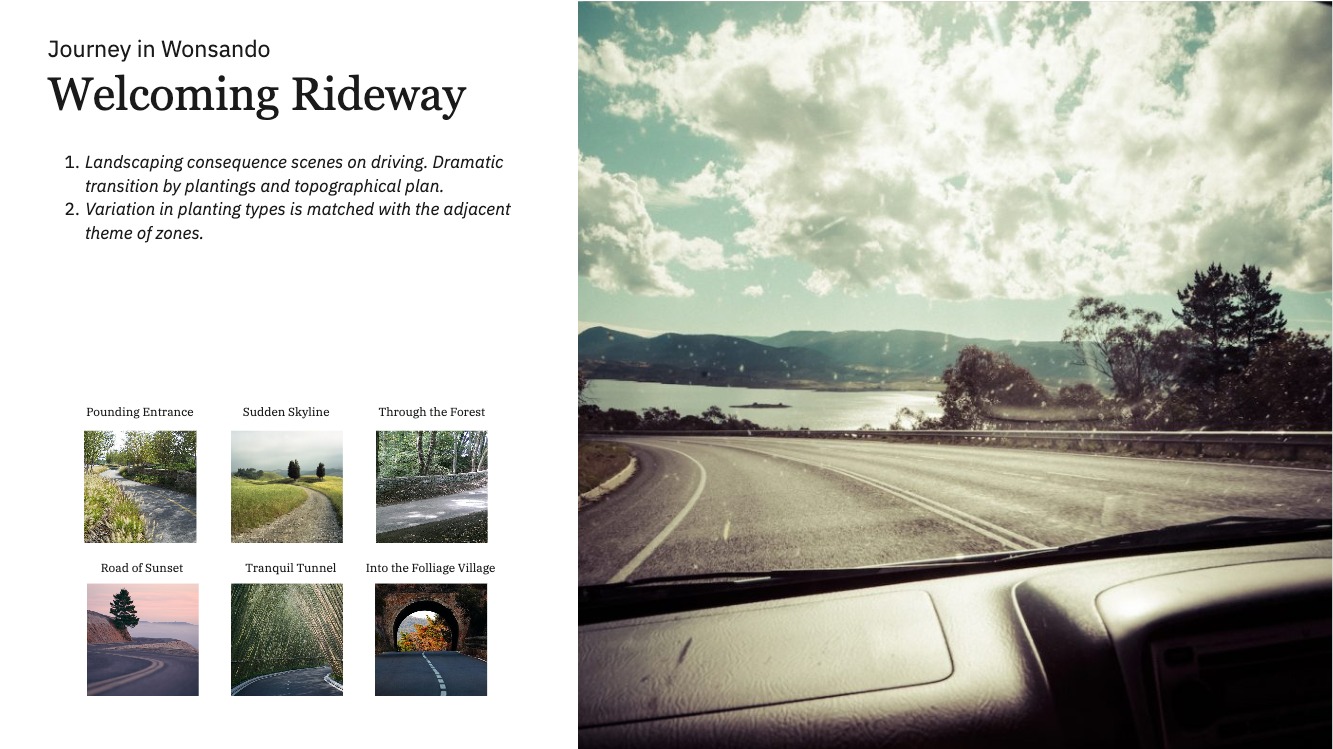 Journey in Wonsando
Welcoming Rideway
1. Landscaping consequence scenes on driving. Dramatic
transition by plantings and topographical plan.
2. Variation in planting types is matched with the adjacent
theme of zones.
Pounding Entrance
Sudden Skyline
Through the Forest
Road of Sunset
Tranquil Tunnel
Into the Folliage Village